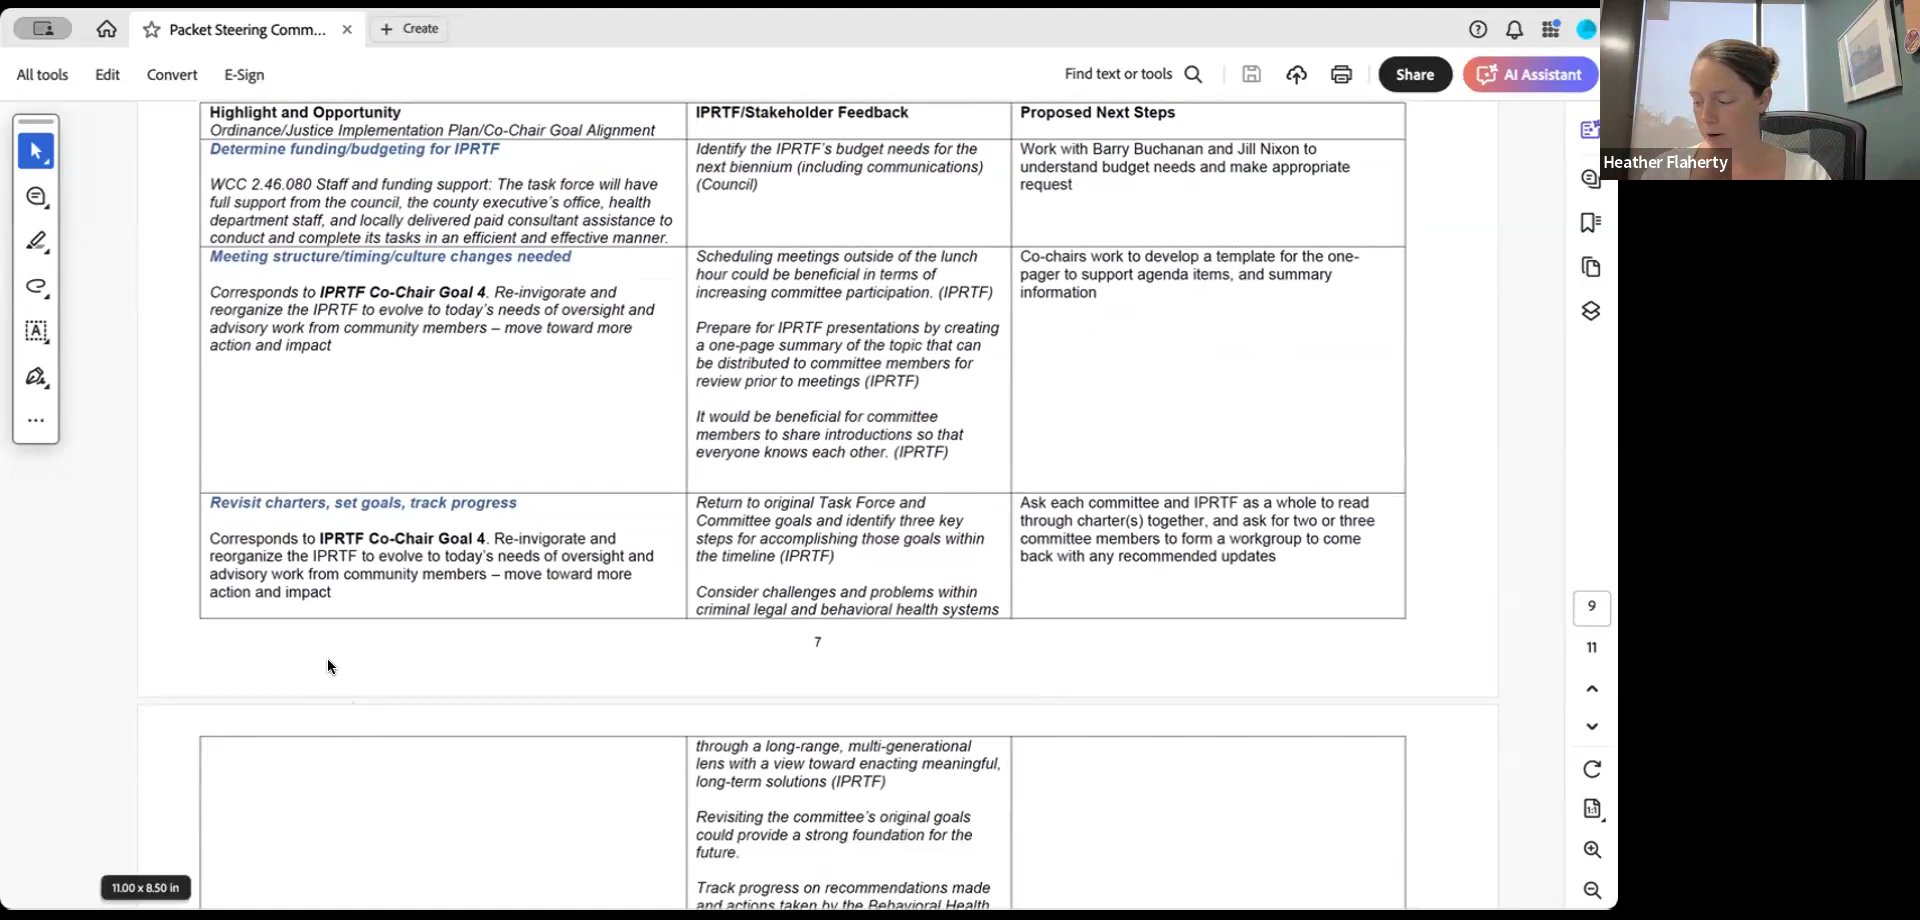 Packet Steering Comm...
Create
All tools
Edit
Convert
E-Sign
Find text or tools
Share
AI Assistant
Heather Flaherty
Highlight and Opportunity
Ordinance/Justice Implementation Plan/Co-Chair Goal Alignment
IPRTF/Stakeholder Feedback
Proposed Next Steps
Determine funding/budgeting for IPRTF
WCC 2.46.080 Staff and funding support: The task force will have
full support from the council, the county executive's office, health
department staff, and locally delivered paid consultant assistance to
conduct and complete its tasks in an efficient and effective manner.
Identify the IPRTF's budget needs for the
next biennium (including communications)
(Council)
Work with Barry Buchanan and Jill Nixon to
understand budget needs and make appropriate
request
Meeting structure/timing/culture changes needed
Corresponds to IPRTF Co-Chair Goal 4. Re-invigorate and
reorganize the IPRTF to evolve to today's needs of oversight and
advisory work from community members – move toward more
action and impact
Scheduling meetings outside of the lunch
hour could be beneficial in terms of
increasing committee participation. (IPRTF)
Prepare for IPRTF presentations by creating
a one-page summary of the topic that can
be distributed to committee members for
review prior to meetings (IPRTF)
It would be beneficial for committee
members to share introductions so that
everyone knows each other. (IPRTF)
Co-chairs work to develop a template for the one-
pager to support agenda items, and summary
information
Revisit charters, set goals, track progress
Corresponds to IPRTF Co-Chair Goal 4. Re-invigorate and
reorganize the IPRTF to evolve to today's needs of oversight and
advisory work from community members – move toward more
action and impact
Return to original Task Force and
Committee goals and identify three key
steps for accomplishing those goals within
the timeline (IPRTF)
Consider challenges and problems within
criminal legal and behavioral health systems
Ask each committee and IPRTF as a whole to read
through charter(s) together, and ask for two or three
committee members to form a workgroup to come
back with any recommended updates
7
through a long-range, multi-generational
lens with a view toward enacting meaningful,
long-term solutions (IPRTF)
Revisiting the committee's original goals
could provide a strong foundation for the
future.
Track progress on recommendations made
and actions taken by the Behavioral Health
9
11
1:1
11.00 x 8.50 in